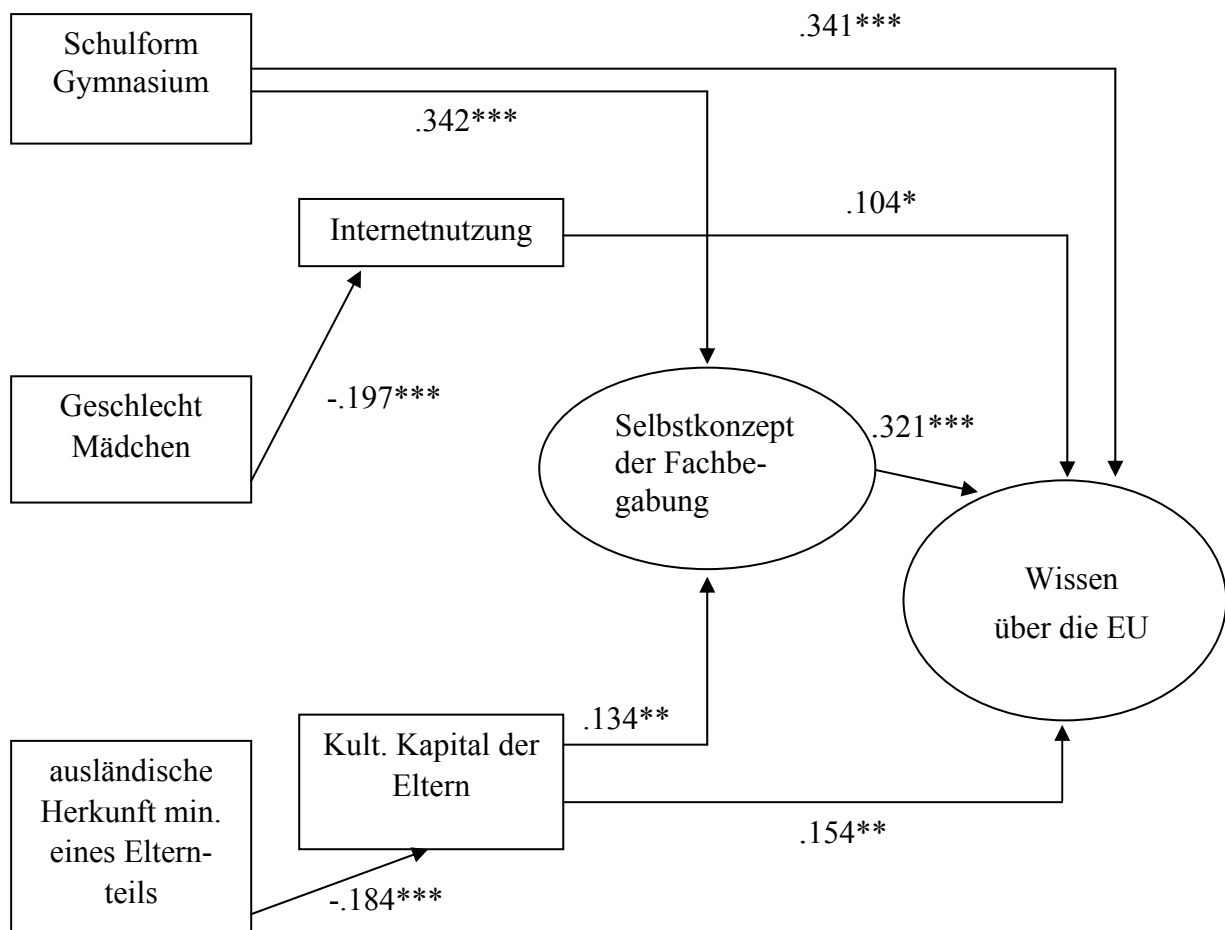 Schulform
Gymnasium
.341***
.342***
Internetnutzung
.104*
Geschlecht
Mädchen
-.197***
Selbstkonzept
der Fachbe-
gabung
.321***
Wissen
über die EU
ausländische
Herkunft min.
eines Eltern-
teils
Kult. Kapital der
Eltern
.134**
.154**
-.184***